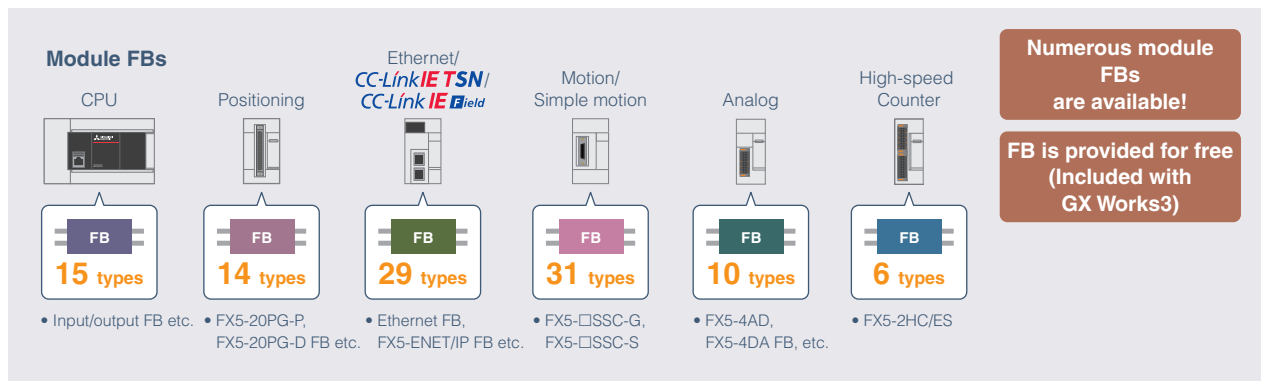 Module FBs
CPU
Positioning
Ethernet/
CC-Link IE TSN/
CC-Link IE Field
Motion/
Simple motion
Analog
High-speed
Counter
FB
15 types
FB
14 types
FB
29 types
FB
31 types
FB
10 types
FB
6 types
• Input/output FB etc.
• FX5-20PG-P,
FX5-20PG-D FB etc.
• Ethernet FB,
FX5-ENET/IP FB etc.
• FX5-□SSC-G,
FX5-□SSC-S
• FX5-4AD,
FX5-4DA FB, etc.
• FX5-2HC/ES
Numerous module
FBs
are available!
FB is provided for free
(Included with
GX Works3)